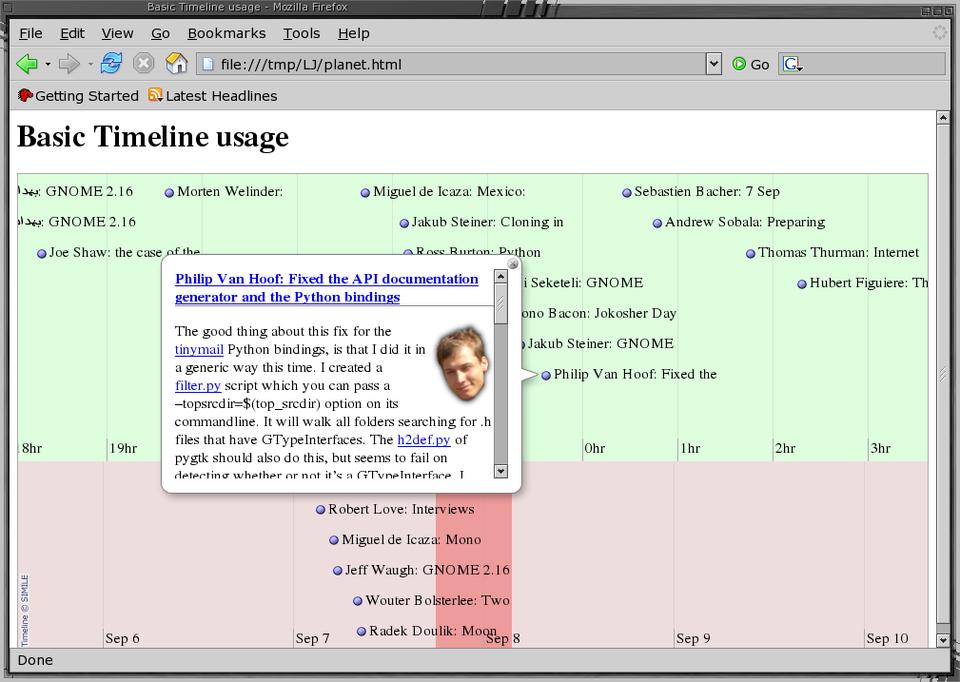 Basic Timeline usage - Mozilla Firefox
File Edit View Go Bookmarks Tools Help
file:///tmp/LJ/planet.html Go G
Getting Started Latest Headlines
Basic Timeline usage
GNOME 2.16 Morten Welinder: Miguel de Icaza: Mexico: Sebastien Bacher: 7 Sep
GNOME 2.16 Jakub Steiner: Cloning in Andrew Sobala: Preparing
Joe Shaw: the case of the Ross Burton: Python Thomas Thurman: Internet
Philip Van Hoof: Fixed the API documentation
generator and the Python bindings
The good thing about this fix for the
tinymail Python bindings, is that I did it in
a generic way this time. I created a
filter.py script which you can pass a
–topsrcdir=$(top_srcdir) option on its
commandline. It will walk all folders searching for .h
files that have GTypeInterfaces. The h2def.py of
pygtk should also do this, but seems to fail on
detecting whether or not it's a GTypeInterface. I
i Seketeli: GNOME Hubert Figuiere: Th
ono Bacon: Jokosher Day
Jakub Steiner: GNOME
Philip Van Hoof: Fixed the
8hr 19hr 0hr 1hr 2hr 3hr
Robert Love: Interviews
Miguel de Icaza: Mono
Jeff Waugh: GNOME 2.16
Wouter Bolsterlee: Two
Radek Doulik: Moon
Sep 6 Sep 7 Sep 8 Sep 9 Sep 10
Timeline © SIMILE
Done